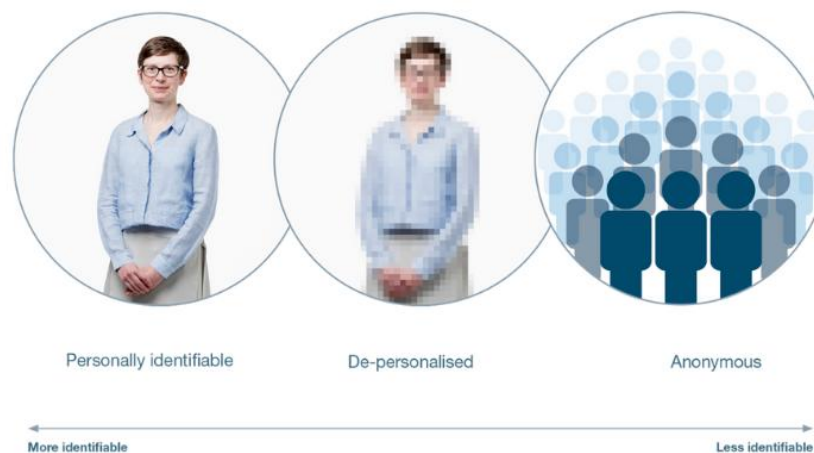 Personally identifiable
De-personalised
Anonymous
More identifiable
Less identifiable